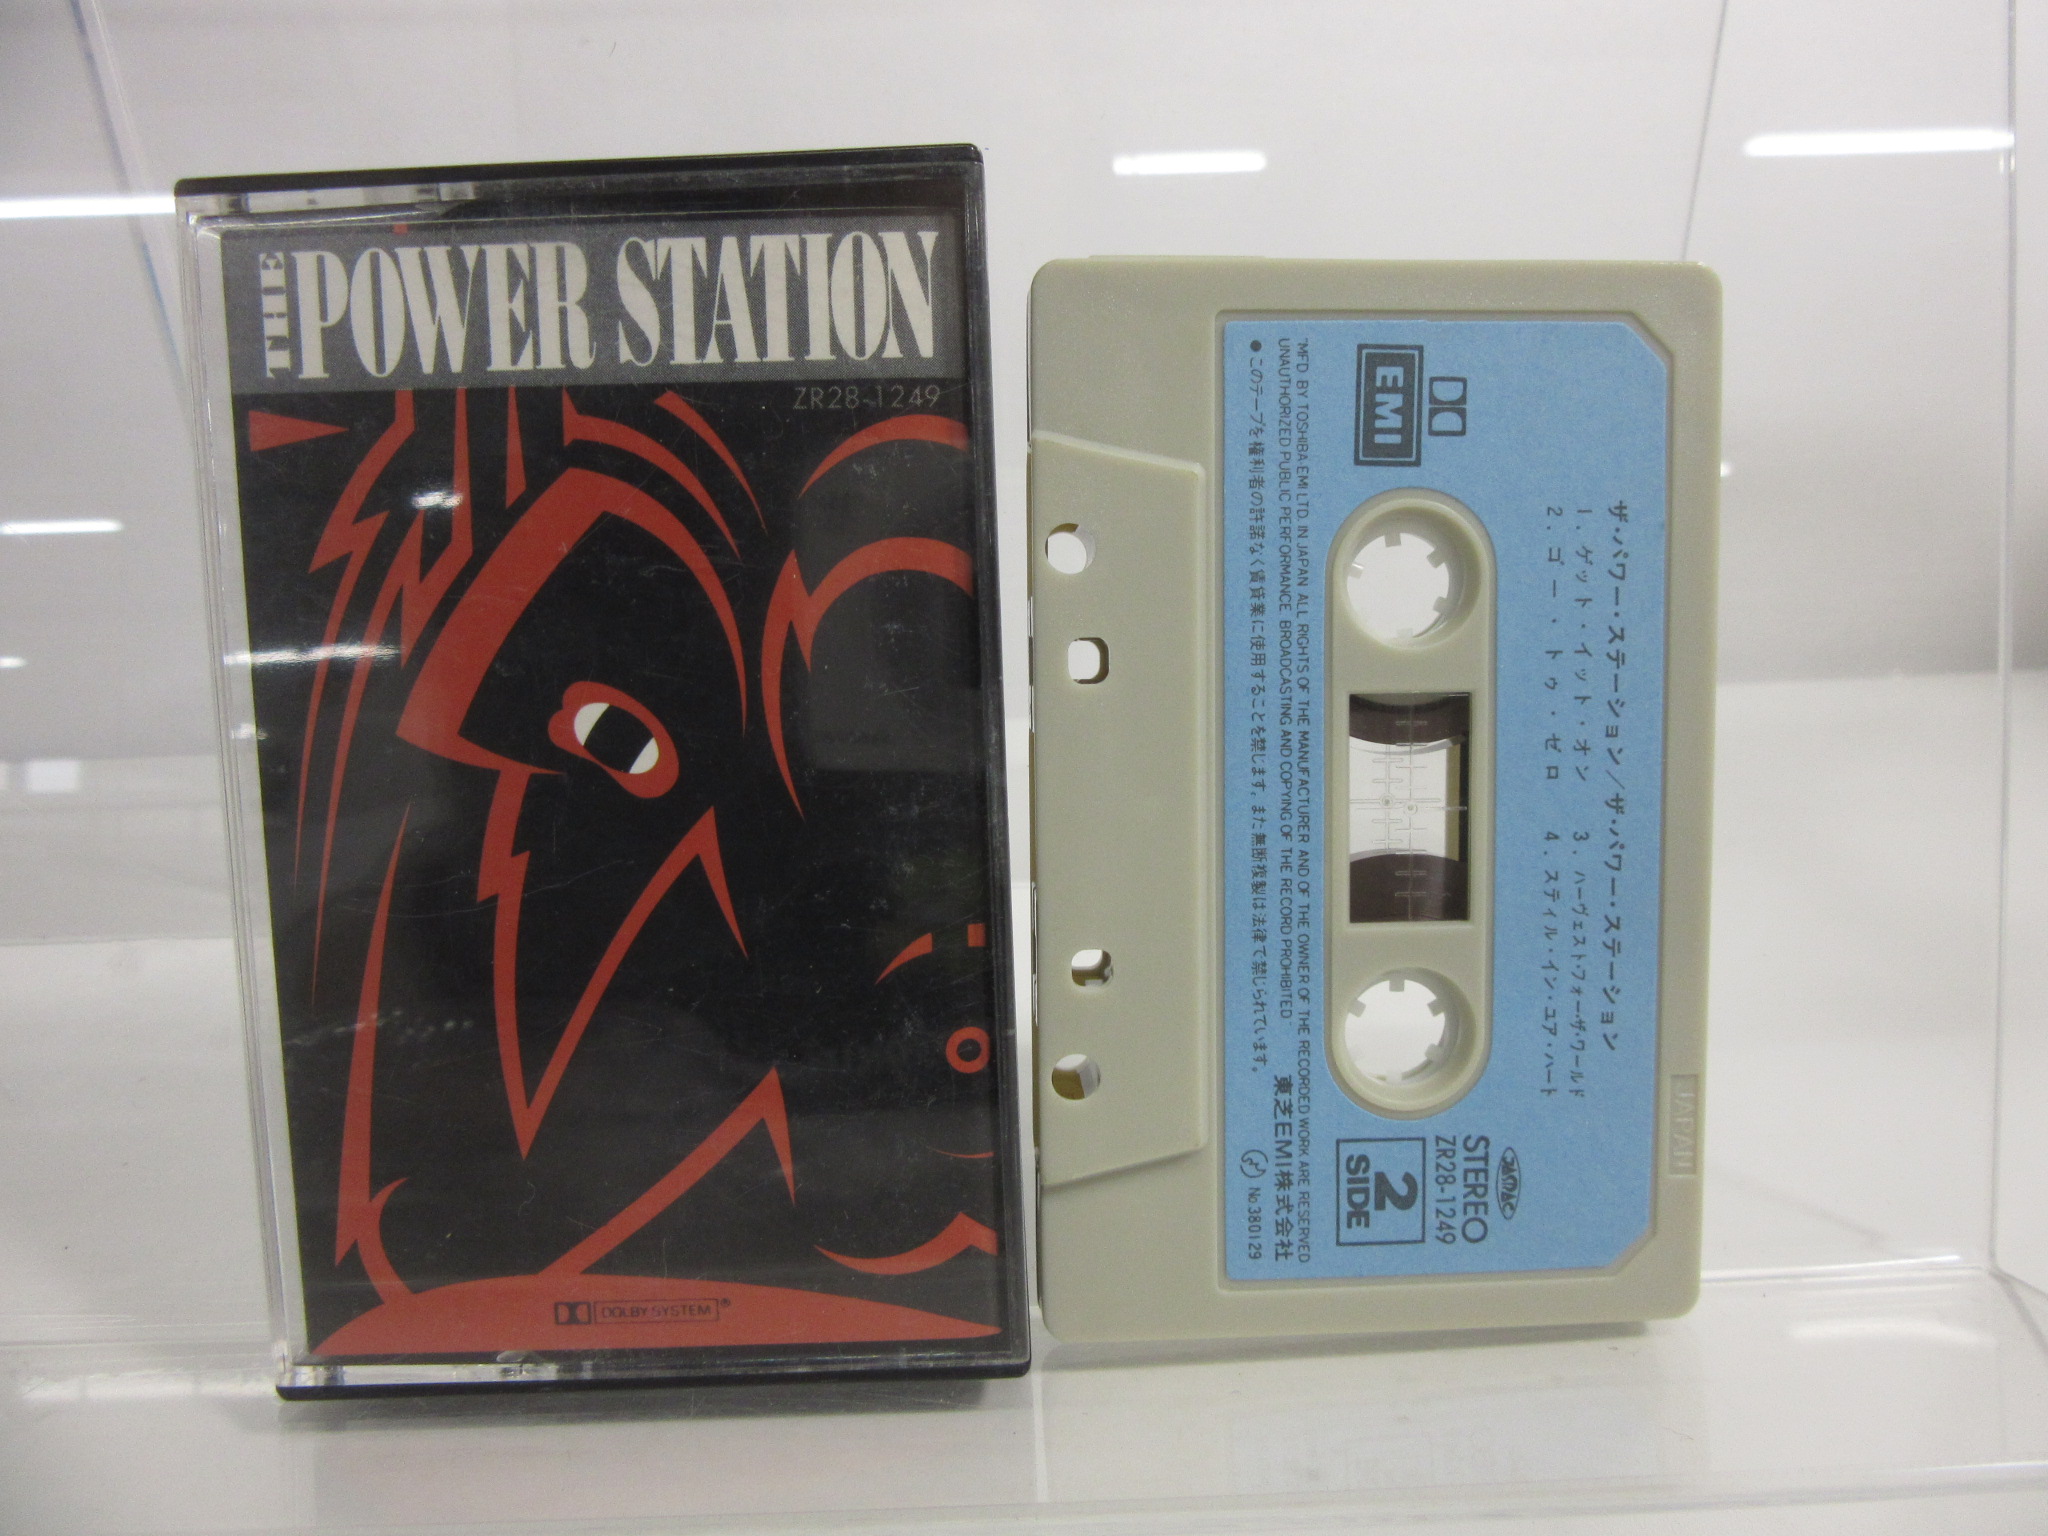 THE POWER STATION
ZR28-1249
DOLBY SYSTEM®
EMI
ザ・パワー・ステーション/ザ・パワー・ステーション
1. ゲット・イット・オン 3. ハーヴェスト・フォー・ザ・ワールド
2. ゴー・トゥ・ゼロ 4. スティル・イン・ユア・ハート
JASRAC
STEREO
ZR28-1249
2
SIDE
"MFD. BY TOSHIBA EMI LTD. IN JAPAN ALL RIGHTS OF THE MANUFACTURER AND OF THE OWNER OF THE RECORDED WORK ARE RESERVED
UNAUTHORIZED PUBLIC PERFORMANCE, BROADCASTING AND COPYING OF THE RECORD PROHIBITED"
東芝EMI株式会社
●このテープを権利者の許諾なく賃貸業に使用することを禁じます。また無断複製は法律で禁じられています。
No.380129
JAPAN